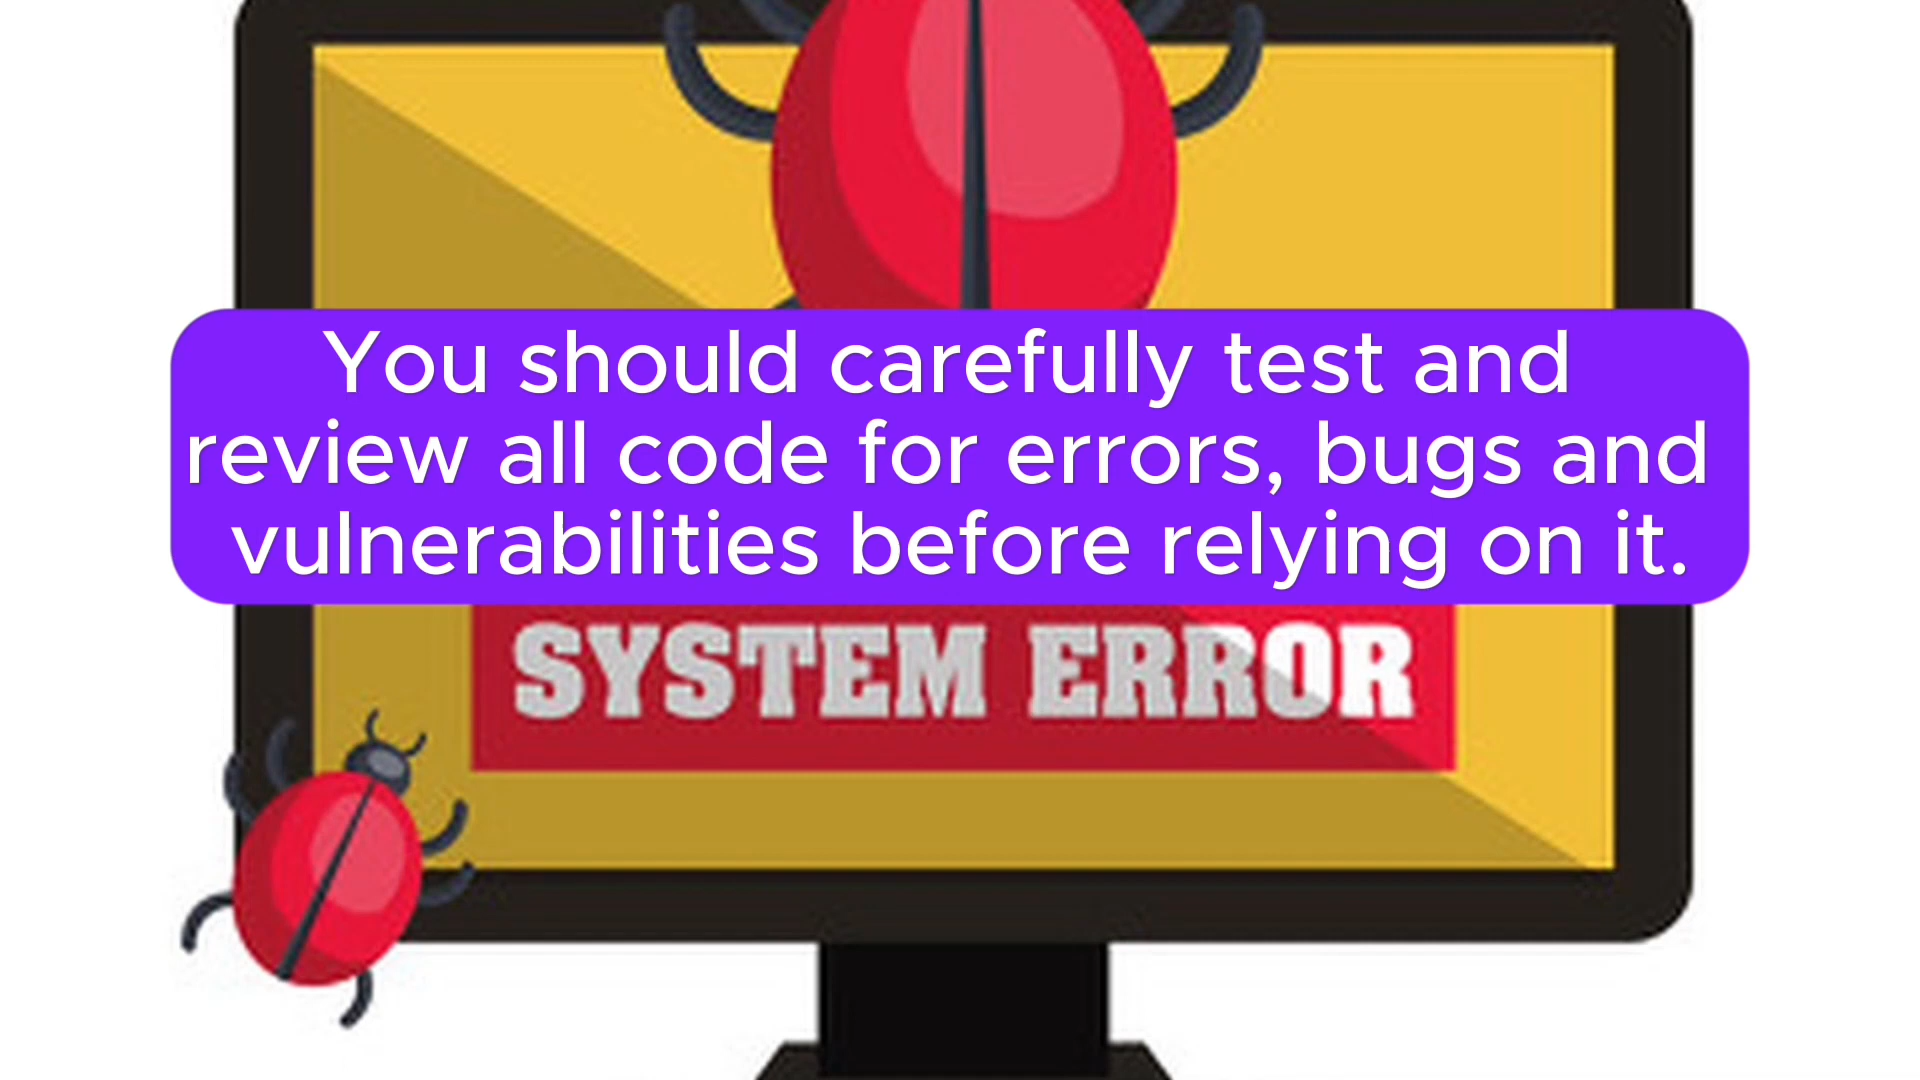 You should carefully test and
review all code for errors, bugs and
vulnerabilities before relying on it.
SYSTEM ERROR